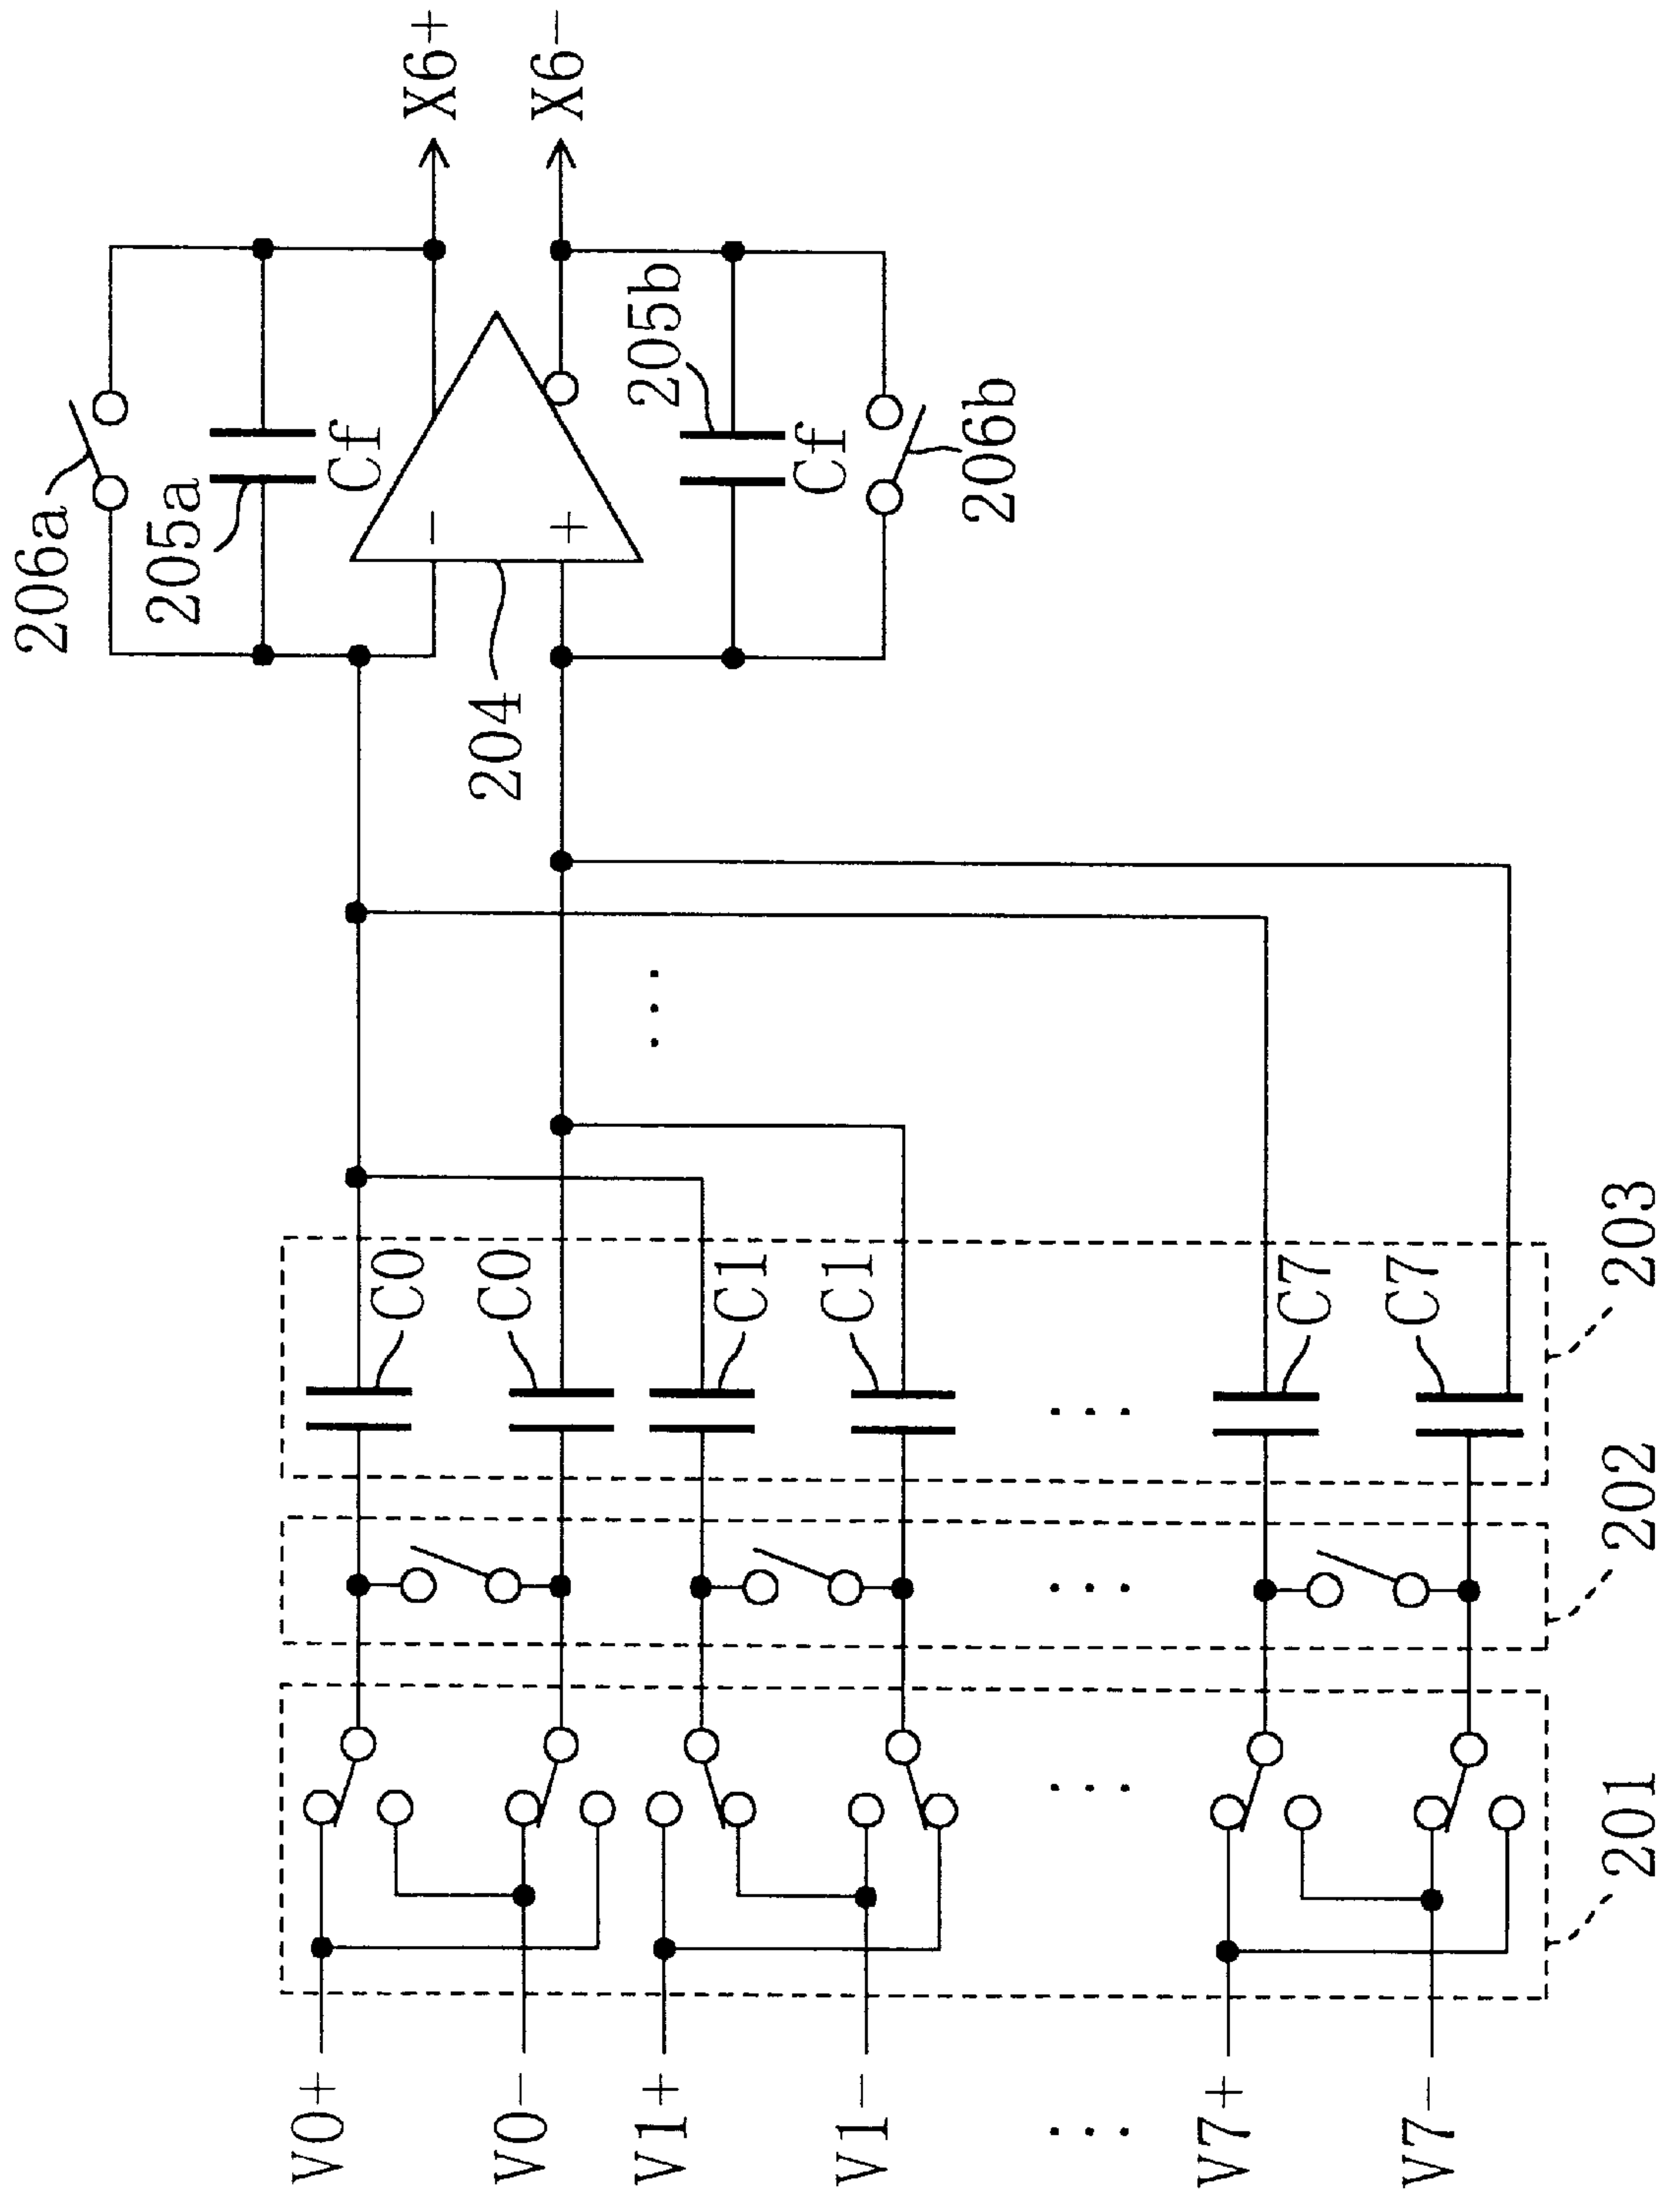 206a
205a
Cf
X6+
X6−
204
−
+
205b
Cf
206b
C0
C0
C1
C1
...
C7
C7
203
202
201
V0+
V0−
V1+
V1−
...
V7+
V7−